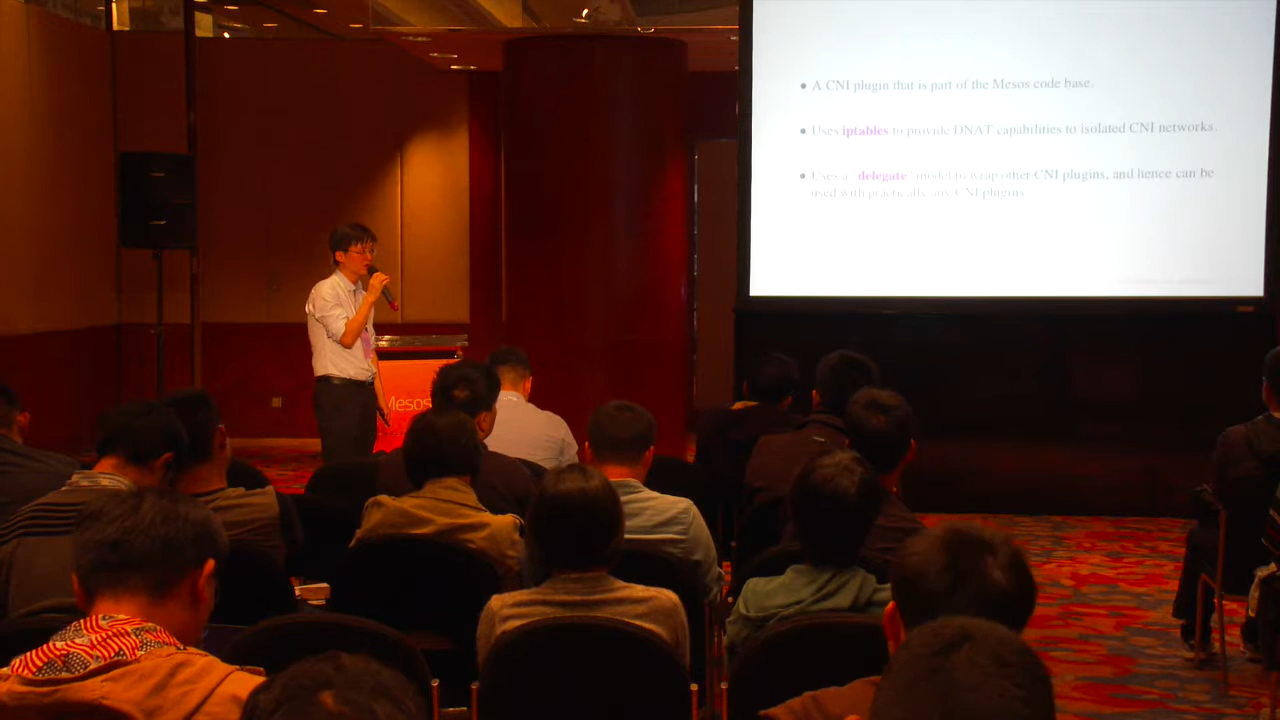 ● A CNI plugin that is part of the Mesos code base.
● Uses iptables to provide DNAT capabilities to isolated CNI networks.
● Uses a "delegate" model to wrap other CNI plugins, and hence can be
used with practically any CNI plugins
Mesos